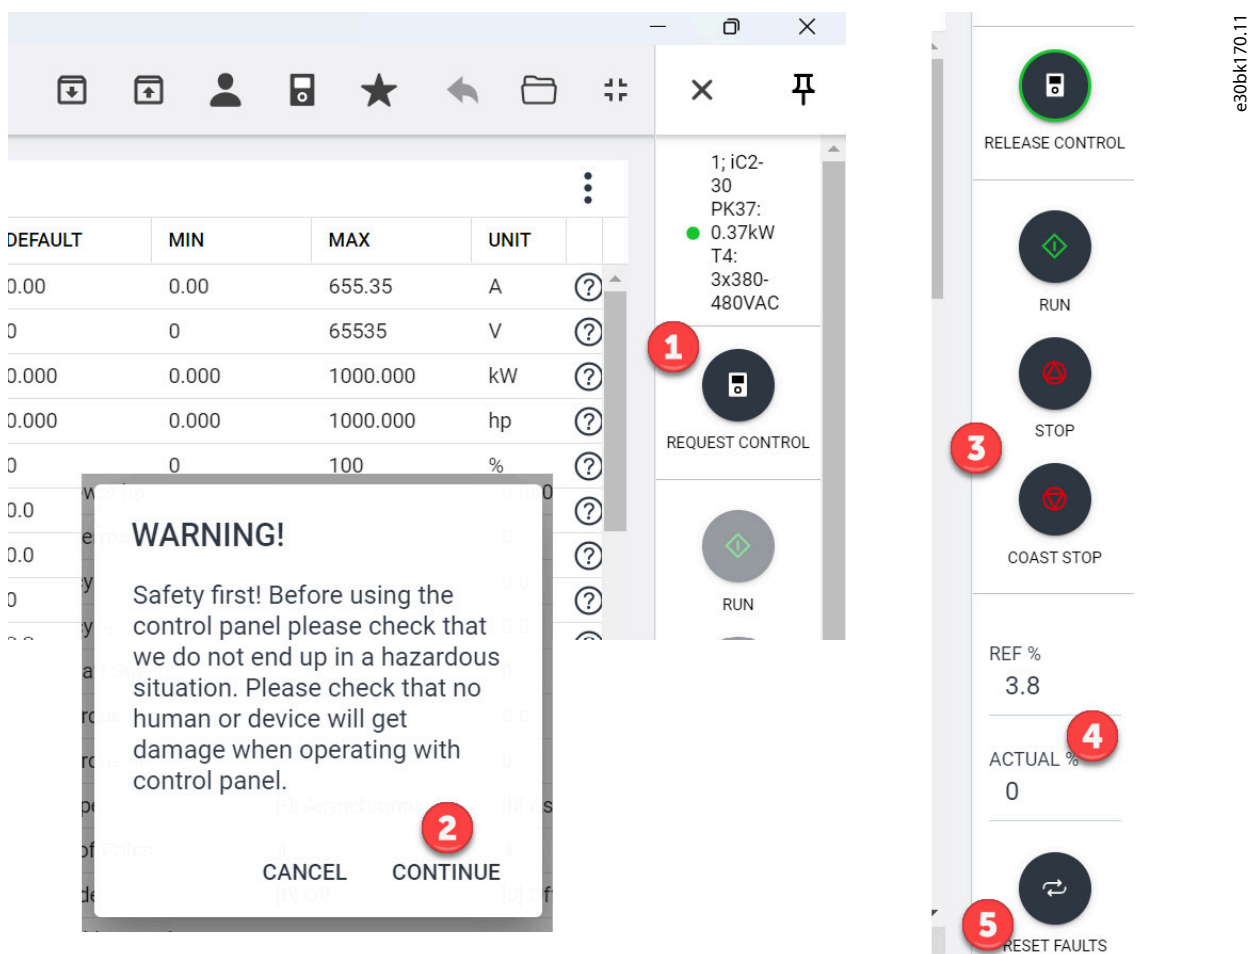 1; iC2-
30
PK37:
0.37kW
T4:
3x380-
480VAC
DEFAULT MIN MAX UNIT
0.00 0.00 655.35 A
0 0 65535 V
0.000 0.000 1000.000 kW
0.000 0.000 1000.000 hp
0 0 100 %
0.0
0.0
0
1
REQUEST CONTROL
RUN
WARNING!
Safety first! Before using the
control panel please check that
we do not end up in a hazardous
situation. Please check that no
human or device will get
damage when operating with
control panel.
2
CANCEL CONTINUE
RELEASE CONTROL
RUN
STOP
3
COAST STOP
REF %
3.8
4
ACTUAL %
0
5
RESET FAULTS
e30bk170.11